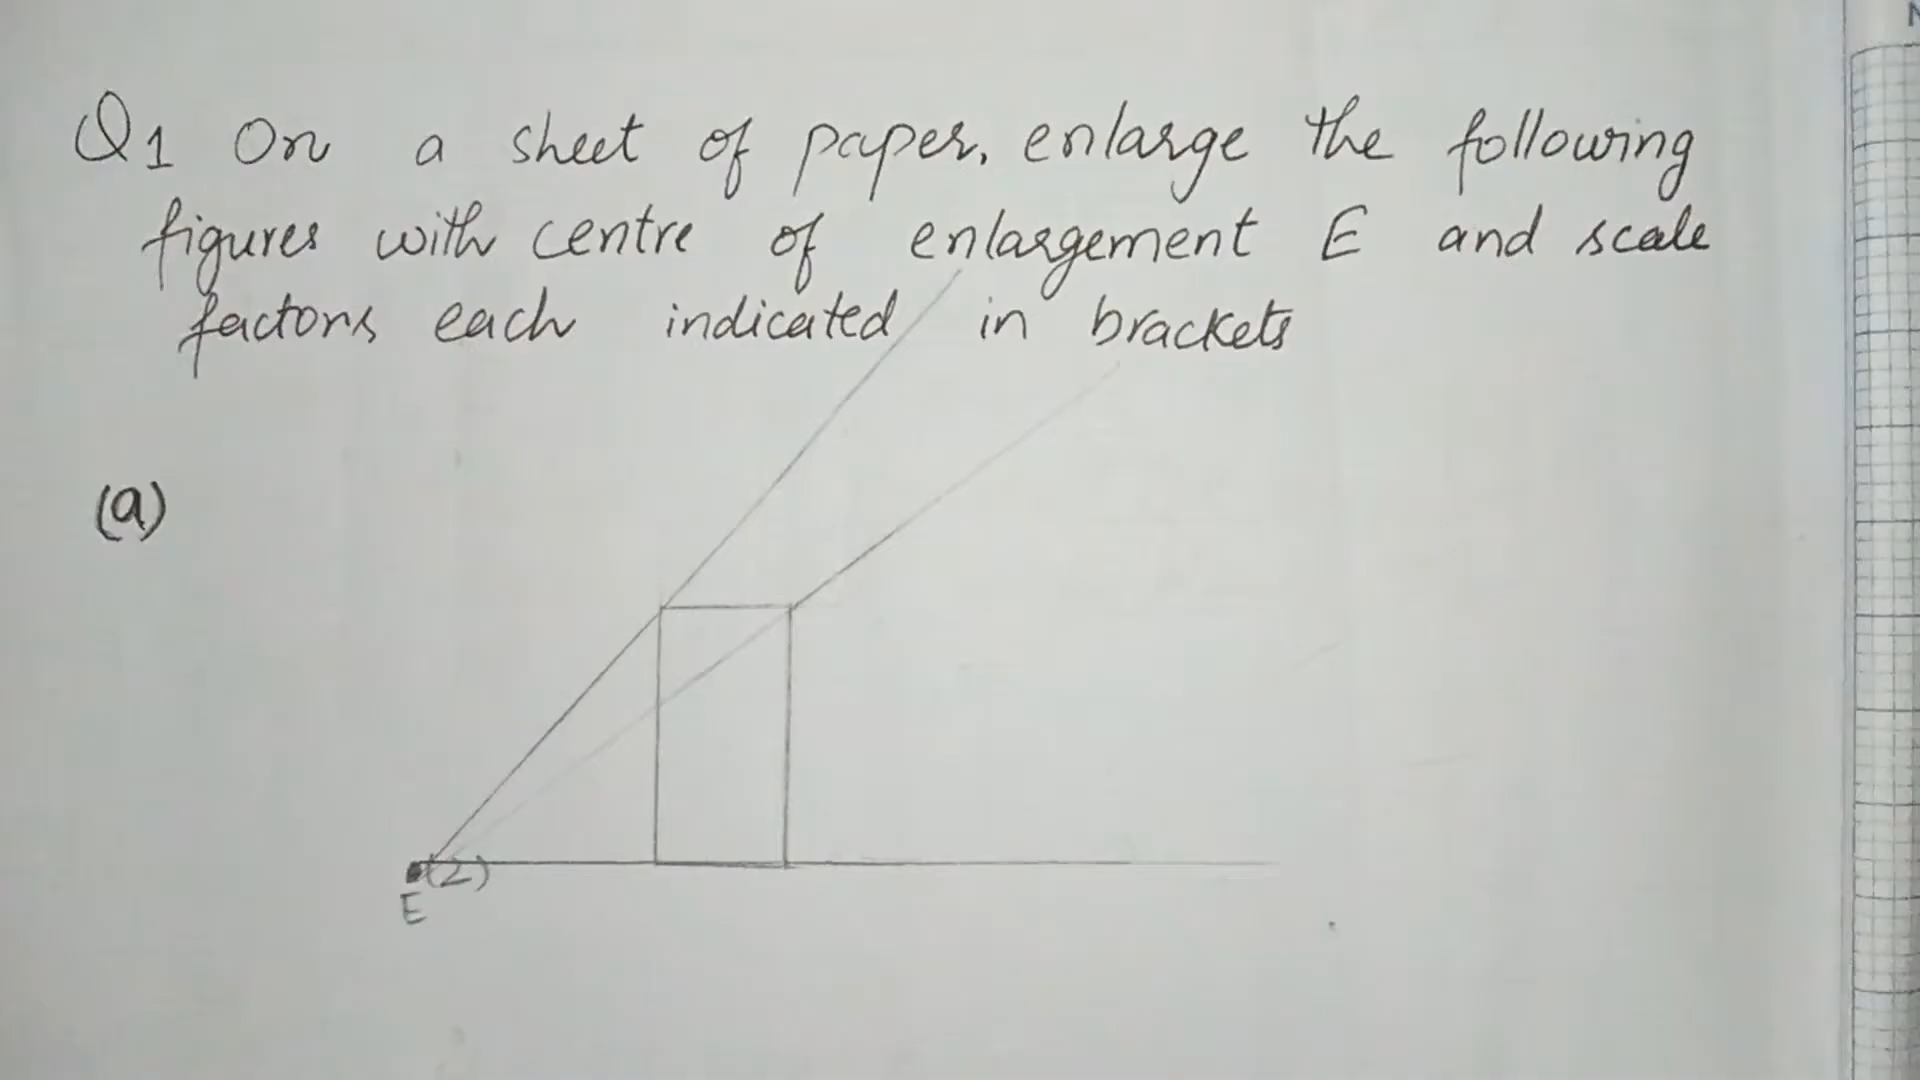 Q1 On a sheet of paper, enlarge the following
figures with centre of enlargement E and scale
factors each indicated in brackets
(a)
(2)
E